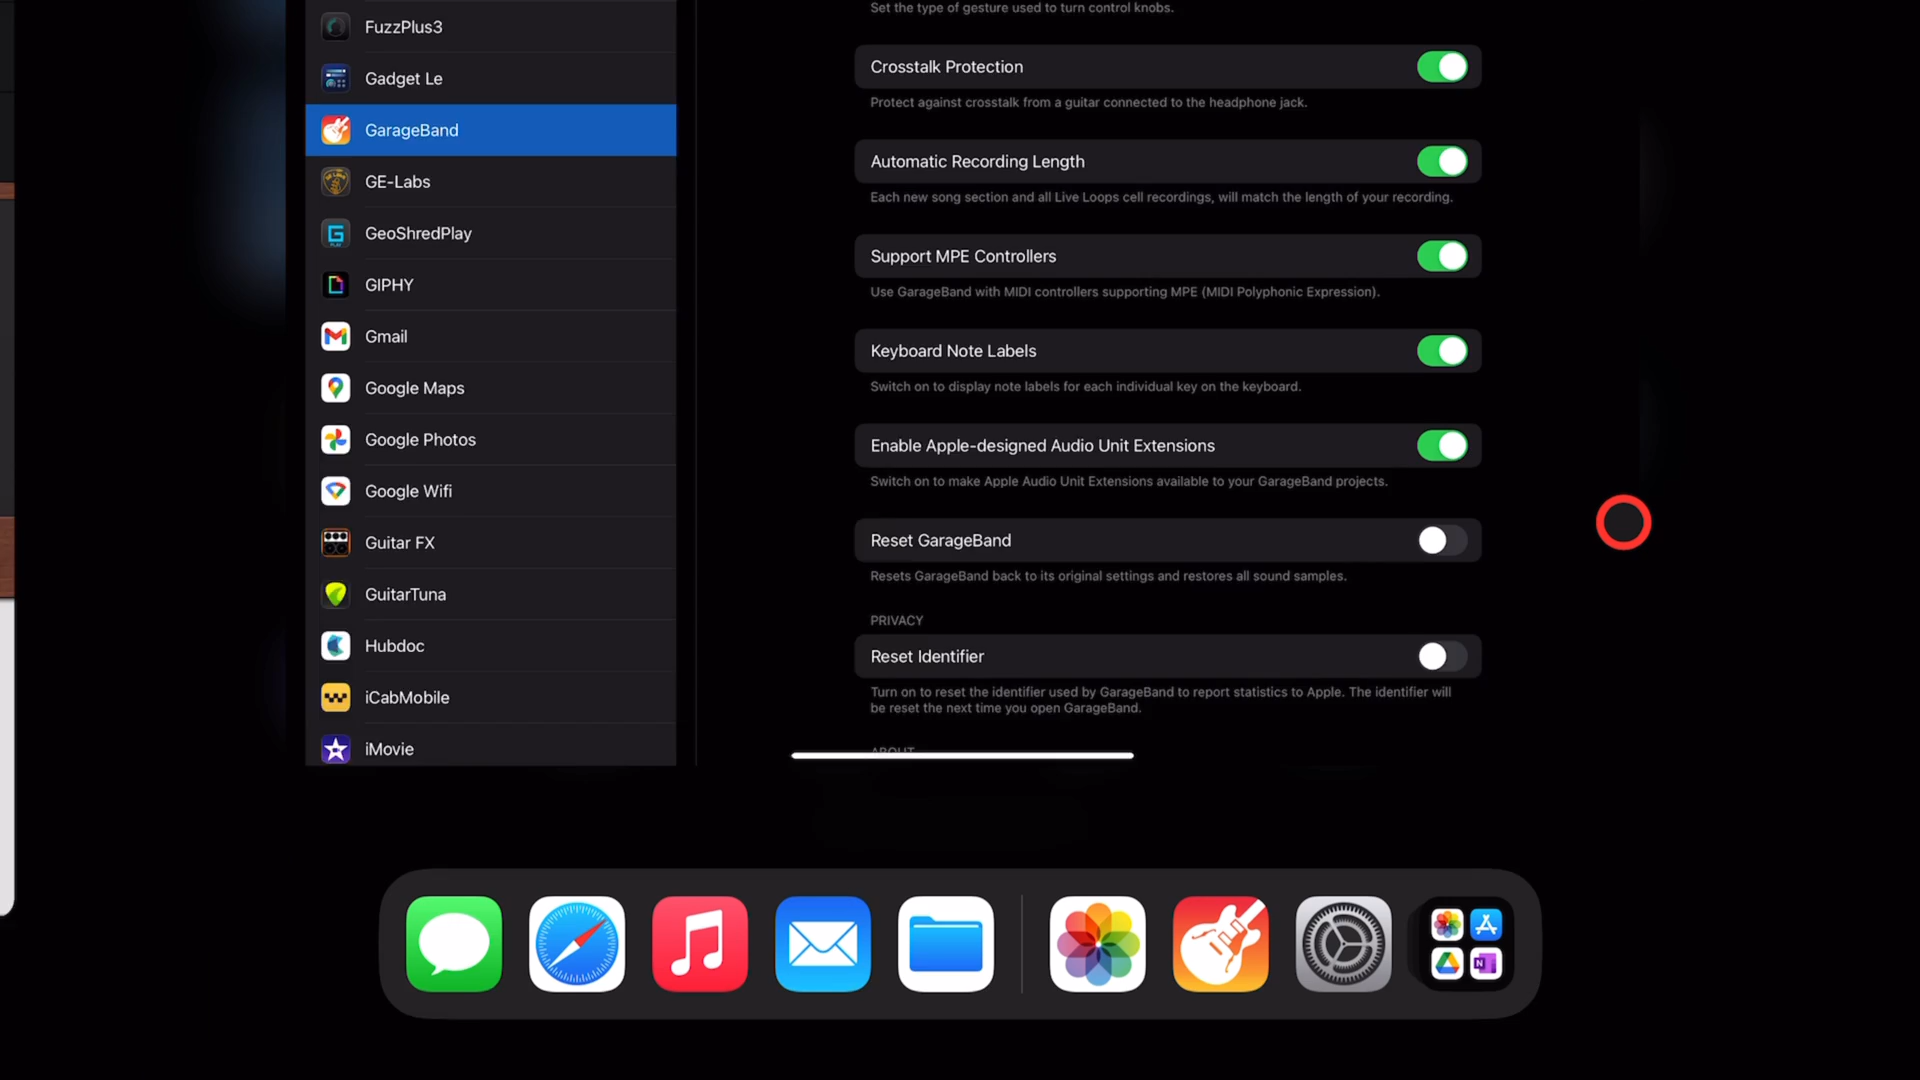 FuzzPlus3
Gadget Le
GarageBand
GE-Labs
GeoShredPlay
GIPHY
Gmail
Google Maps
Google Photos
Google Wifi
Guitar FX
GuitarTuna
Hubdoc
iCabMobile
iMovie
Set the type of gesture used to turn control knobs.
Crosstalk Protection
Protect against crosstalk from a guitar connected to the headphone jack.
Automatic Recording Length
Each new song section and all Live Loops cell recordings, will match the length of your recording.
Support MPE Controllers
Use GarageBand with MIDI controllers supporting MPE (MIDI Polyphonic Expression).
Keyboard Note Labels
Switch on to display note labels for each individual key on the keyboard.
Enable Apple-designed Audio Unit Extensions
Switch on to make Apple Audio Unit Extensions available to your GarageBand projects.
Reset GarageBand
Resets GarageBand back to its original settings and restores all sound samples.
PRIVACY
Reset Identifier
Turn on to reset the identifier used by GarageBand to report statistics to Apple. The identifier will
be reset the next time you open GarageBand.
ABOUT